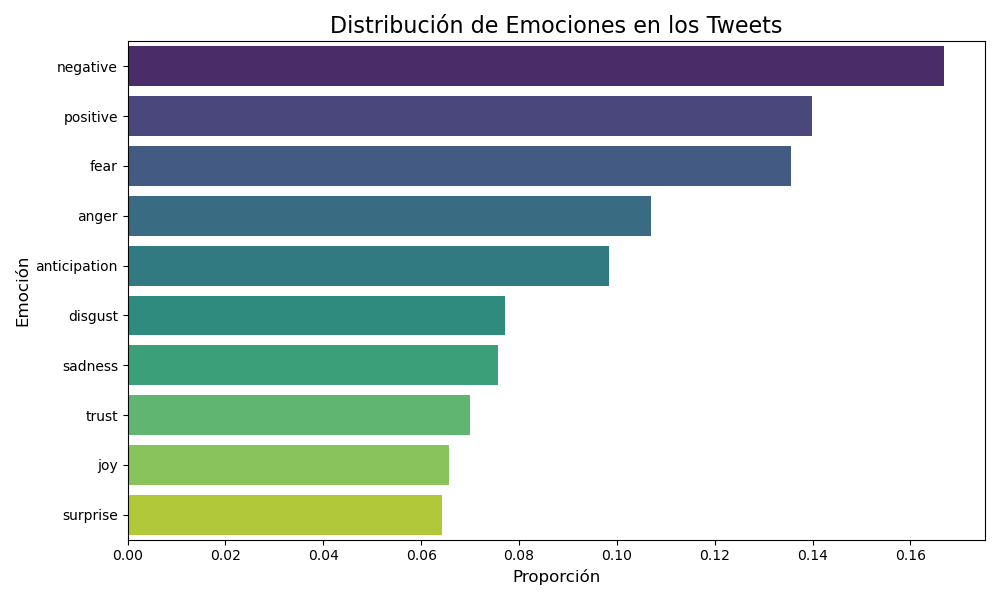 Distribución de Emociones en los Tweets
Emoción
negative
positive
fear
anger
anticipation
disgust
sadness
trust
joy
surprise
0.00 0.02 0.04 0.06 0.08 0.10 0.12 0.14 0.16
Proporción